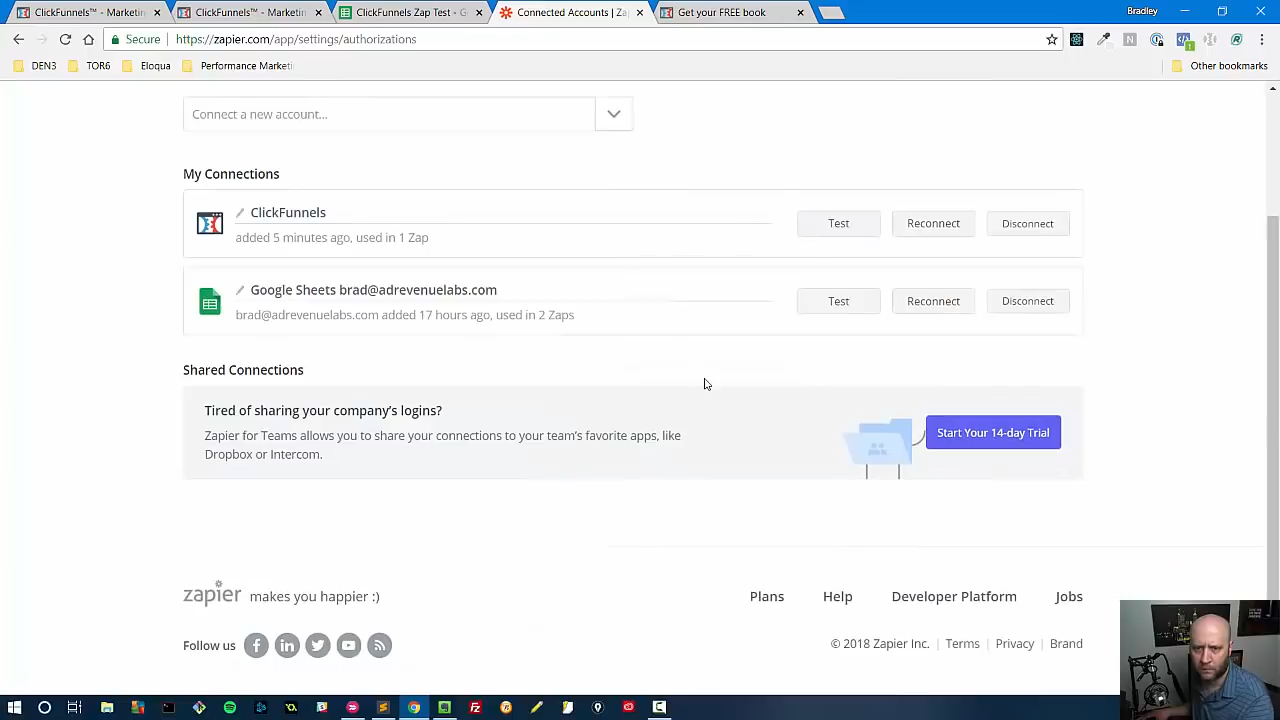 ClickFunnels™ - Marketin
ClickFunnels™ - Marketin
ClickFunnels Zap Test - G
Connected Accounts | Za
Get your FREE book
Bradley
Secure
https://zapier.com/app/settings/authorizations
DEN3
TOR6
Eloqua
Performance Marketi
Other bookmarks
Connect a new account...
My Connections
ClickFunnels
added 5 minutes ago, used in 1 Zap
Test
Reconnect
Disconnect
Google Sheets brad@adrevenuelabs.com
brad@adrevenuelabs.com added 17 hours ago, used in 2 Zaps
Test
Reconnect
Disconnect
Shared Connections
Tired of sharing your company's logins?
Zapier for Teams allows you to share your connections to your team's favorite apps, like
Dropbox or Intercom.
Start Your 14-day Trial
zapier makes you happier :)
Plans
Help
Developer Platform
Jobs
Follow us
© 2018 Zapier Inc. | Terms | Privacy | Brand